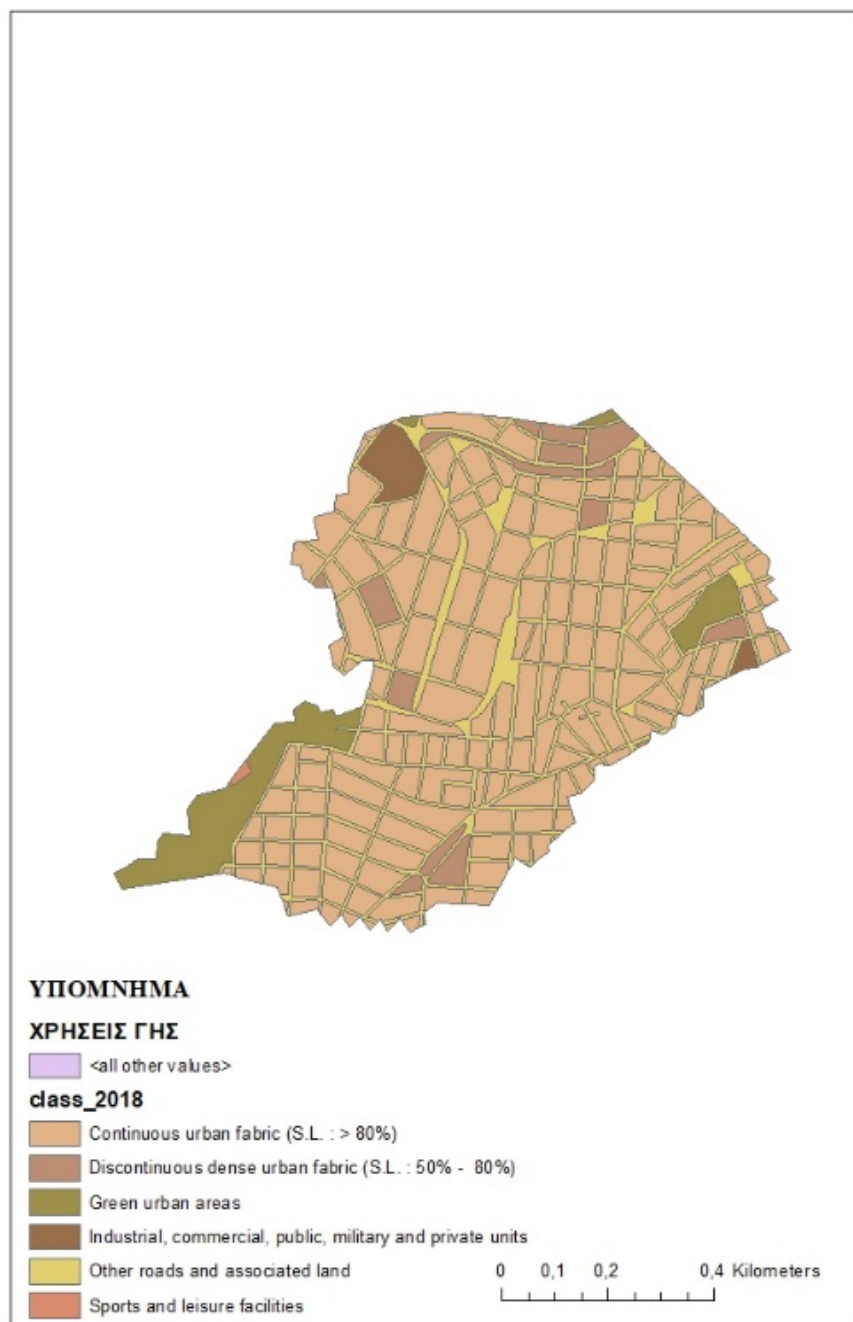 ΥΠΟΜΝΗΜΑ
ΧΡΗΣΕΙΣ ΓΗΣ
<all other values>
class_2018
Continuous urban fabric (S.L. : > 80%)
Discontinuous dense urban fabric (S.L. : 50% - 80%)
Green urban areas
Industrial, commercial, public, military and private units
Other roads and associated land
0 0,1 0,2 0,4 Kilometers
Sports and leisure facilities